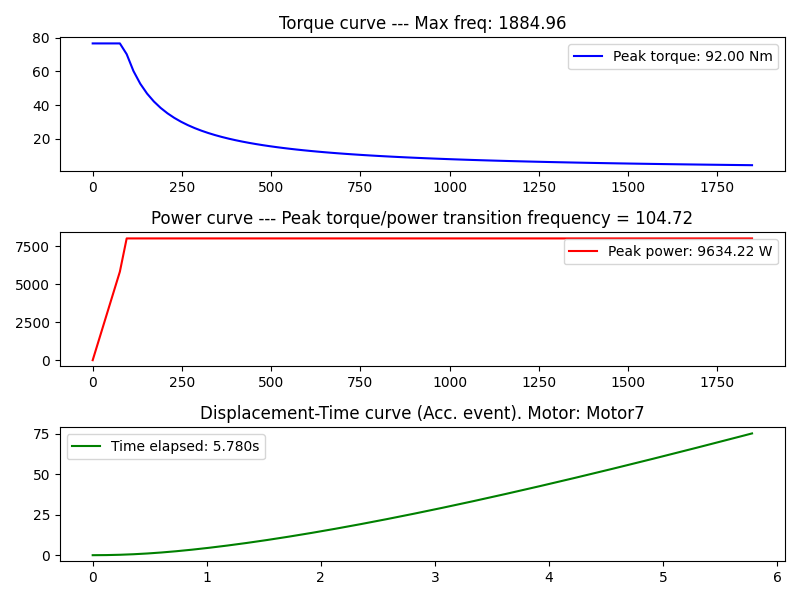 Torque curve --- Max freq: 1884.96
80
60
40
20
Peak torque: 92.00 Nm
0 250 500 750 1000 1250 1500 1750
Power curve --- Peak torque/power transition frequency = 104.72
7500
5000
2500
0
Peak power: 9634.22 W
0 250 500 750 1000 1250 1500 1750
Displacement-Time curve (Acc. event). Motor: Motor7
75
50
25
0
Time elapsed: 5.780s
0 1 2 3 4 5 6